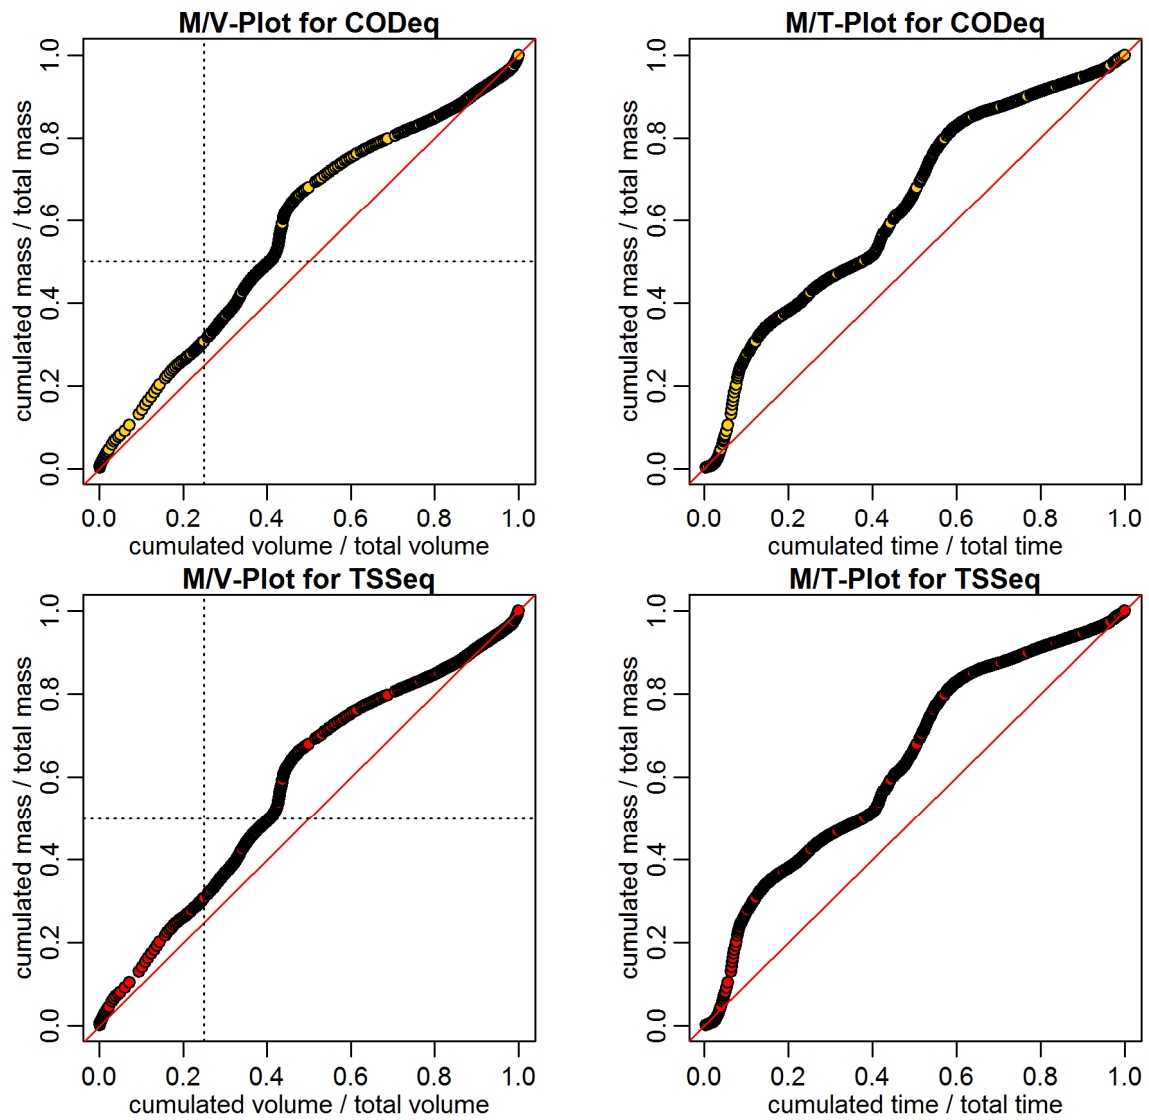 M/V-Plot for CODeq
cumulated mass / total mass
0.0 0.2 0.4 0.6 0.8 1.0
0.0 0.2 0.4 0.6 0.8 1.0
cumulated volume / total volume
M/T-Plot for CODeq
cumulated mass / total mass
0.0 0.2 0.4 0.6 0.8 1.0
0.0 0.2 0.4 0.6 0.8 1.0
cumulated time / total time
M/V-Plot for TSSeq
cumulated mass / total mass
0.0 0.2 0.4 0.6 0.8 1.0
0.0 0.2 0.4 0.6 0.8 1.0
cumulated volume / total volume
M/T-Plot for TSSeq
cumulated mass / total mass
0.0 0.2 0.4 0.6 0.8 1.0
0.0 0.2 0.4 0.6 0.8 1.0
cumulated time / total time